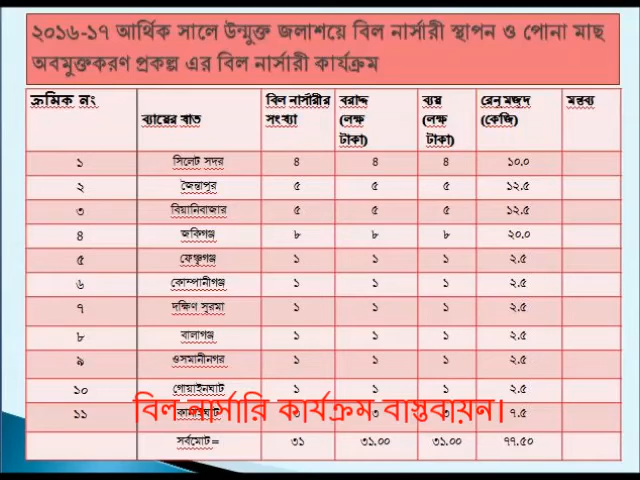 ২০১৬-১৭ আর্থিক সালে উন্মুক্ত জলাশয়ে বিল নার্সারী স্থাপন ও পোনা মাছ
অবমুক্তকরণ প্রকল্প এর বিল নার্সারী কার্যক্রম
ক্রমিক নং ব্যায়ের খাত বিল নার্সারীর সংখ্যা বরাদ্দ (লক্ষ টাকা) ব্যয় (লক্ষ টাকা) রেনু মজুদ (কেজি) মন্তব্য
১ সিলেট সদর ৪ ৪ ৪ ১০.০
২ জৈন্তাপুর ৫ ৫ ৫ ১২.৫
৩ বিয়ানিবাজার ৫ ৫ ৫ ১২.৫
৪ জকিগঞ্জ ৮ ৮ ৮ ২০.০
৫ ফেঞ্চুগঞ্জ ১ ১ ১ ২.৫
৬ কোম্পানীগঞ্জ ১ ১ ১ ২.৫
৭ দক্ষিণ সুরমা ১ ১ ১ ২.৫
৮ বালাগঞ্জ ১ ১ ১ ২.৫
৯ ওসমানীনগর ১ ১ ১ ২.৫
১০ গোয়াইনঘাট ১ ১ ১ ২.৫
১১ ৩ ৭.৫
বিল নার্সারি কার্যক্রম বাস্তবায়ন।
সর্বমোট= ৩১ ৩১.০০ ৩১.০০ ৭৭.৫০